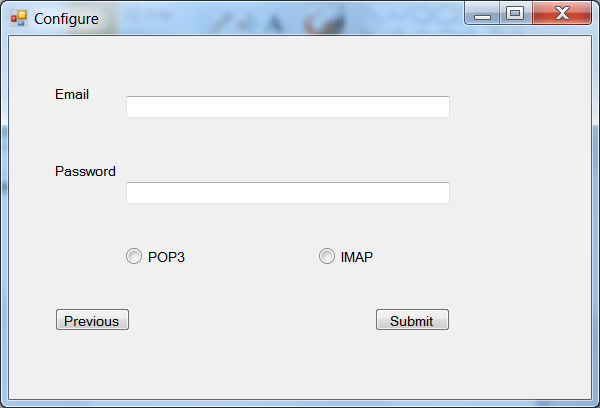 Configure
Email
Password
POP3 IMAP
Previous Submit